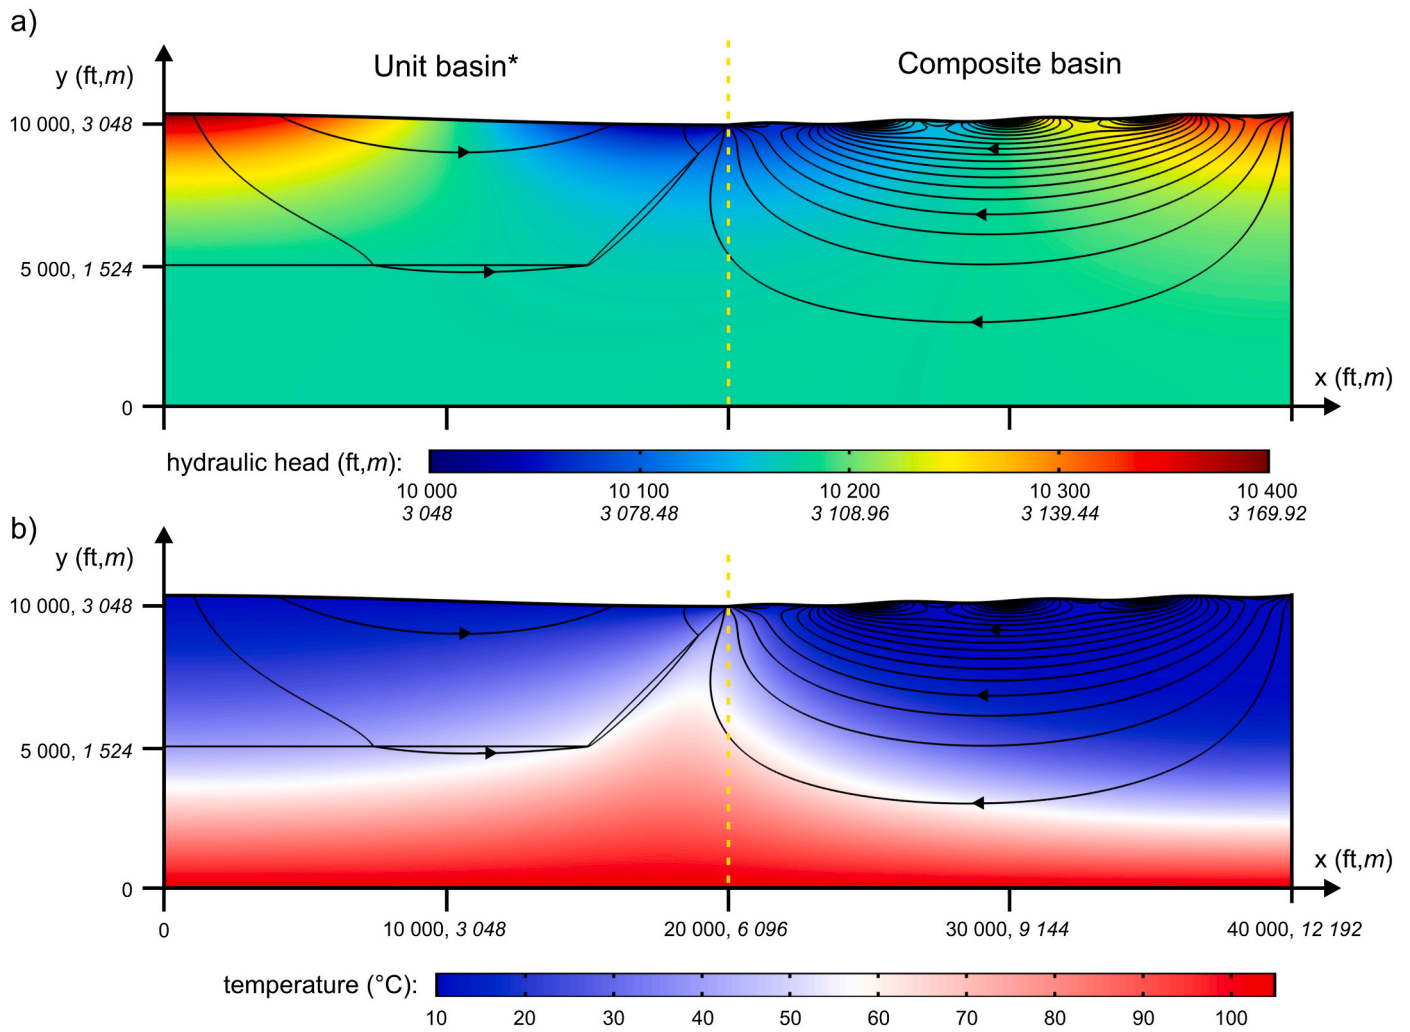 a)
Unit basin*
Composite basin
y (ft,m)
10 000, 3 048
5 000, 1 524
0
x (ft,m)
hydraulic head (ft,m):
10 000 10 100 10 200 10 300 10 400
3 048 3 078.48 3 108.96 3 139.44 3 169.92
b)
y (ft,m)
10 000, 3 048
5 000, 1 524
0
x (ft,m)
0 10 000, 3 048 20 000, 6 096 30 000, 9 144 40 000, 12 192
temperature (°C):
10 20 30 40 50 60 70 80 90 100